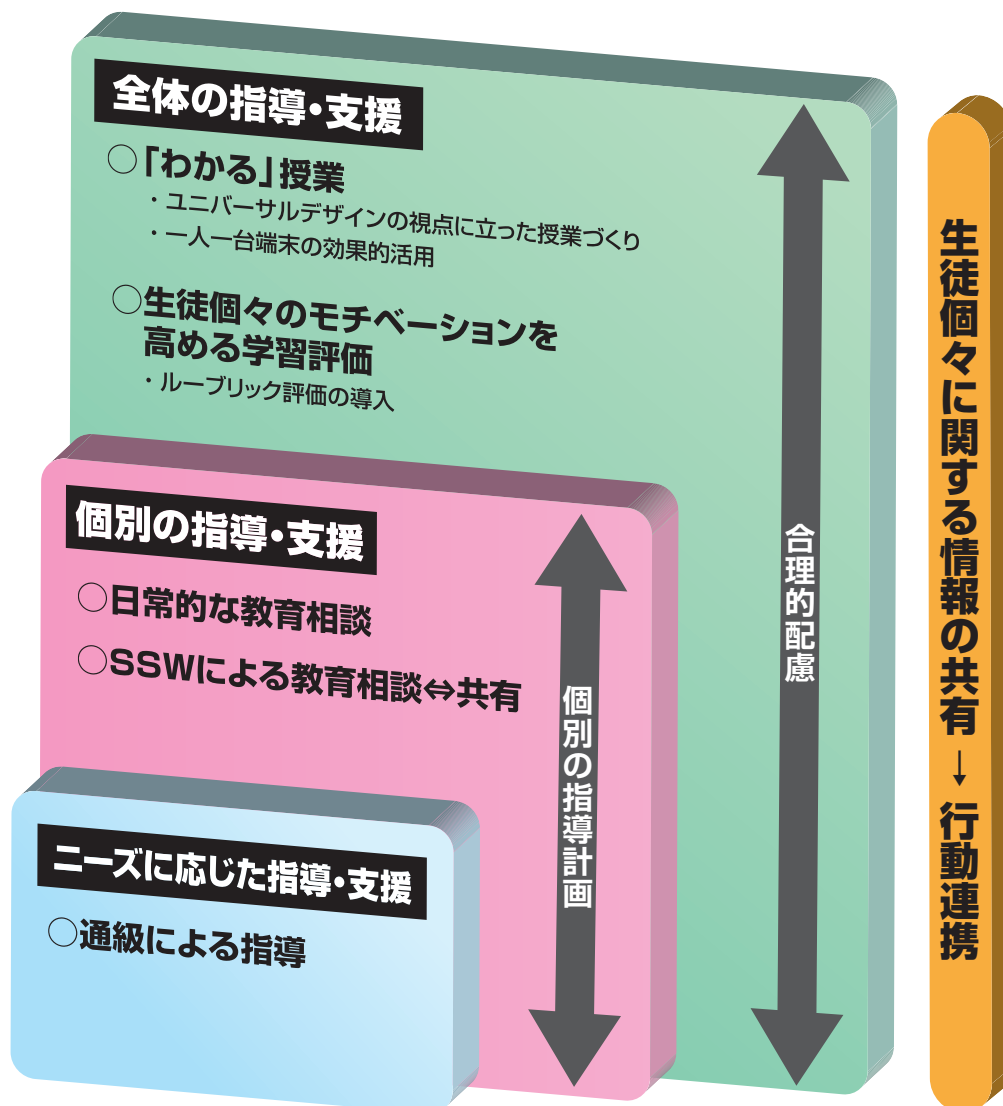 全体の指導・支援
○「わかる」授業
・ユニバーサルデザインの視点に立った授業づくり
・一人一台端末の効果的活用
○生徒個々のモチベーションを
高める学習評価
・ルーブリック評価の導入
合理的配慮
個別の指導・支援
○日常的な教育相談
○SSWによる教育相談⇔共有
個別の指導計画
ニーズに応じた指導・支援
○通級による指導
生徒個々に関する情報の共有→行動連携